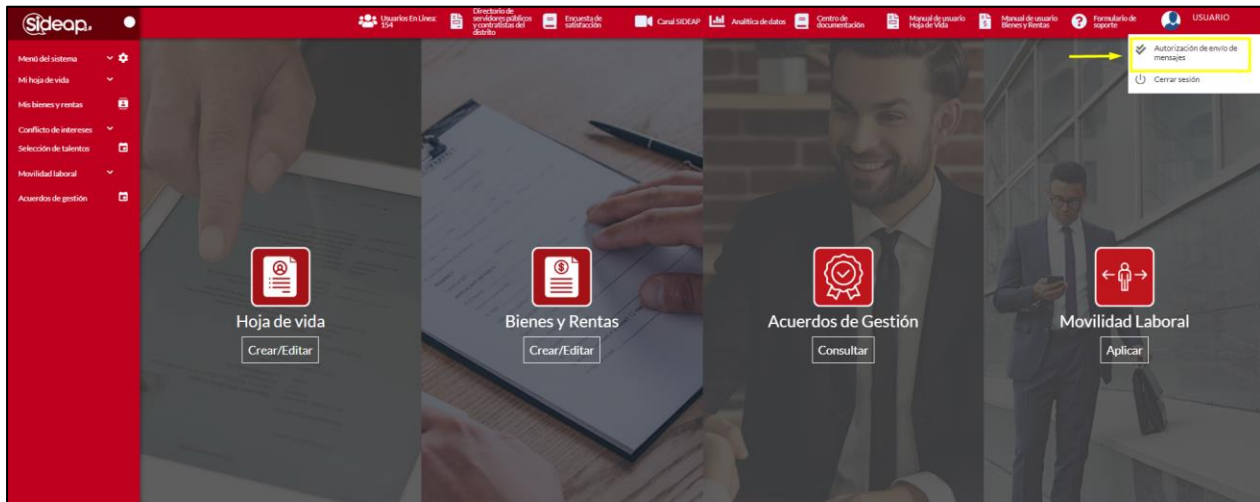 Sideap
Usuarios En Linea:
154
Directorio de
servidores públicos
y contratistas del
distrito
Encuesta de
satisfacción
Canal SIDEAP
Analítica de datos
Centro de
documentación
Manual de usuario
Hoja de Vida
Manual de usuario
Bienes y Rentas
Formulario de
soporte
USUARIO
Autorización de envío de
mensajes
Cerrar sesión
Menú del sistema
Mi hoja de vida
Mis bienes y rentas
Conflicto de intereses
Selección de talentos
Movilidad laboral
Acuerdos de gestión
Hoja de vida
Crear/Editar
Bienes y Rentas
Crear/Editar
Acuerdos de Gestión
Consultar
Movilidad Laboral
Aplicar